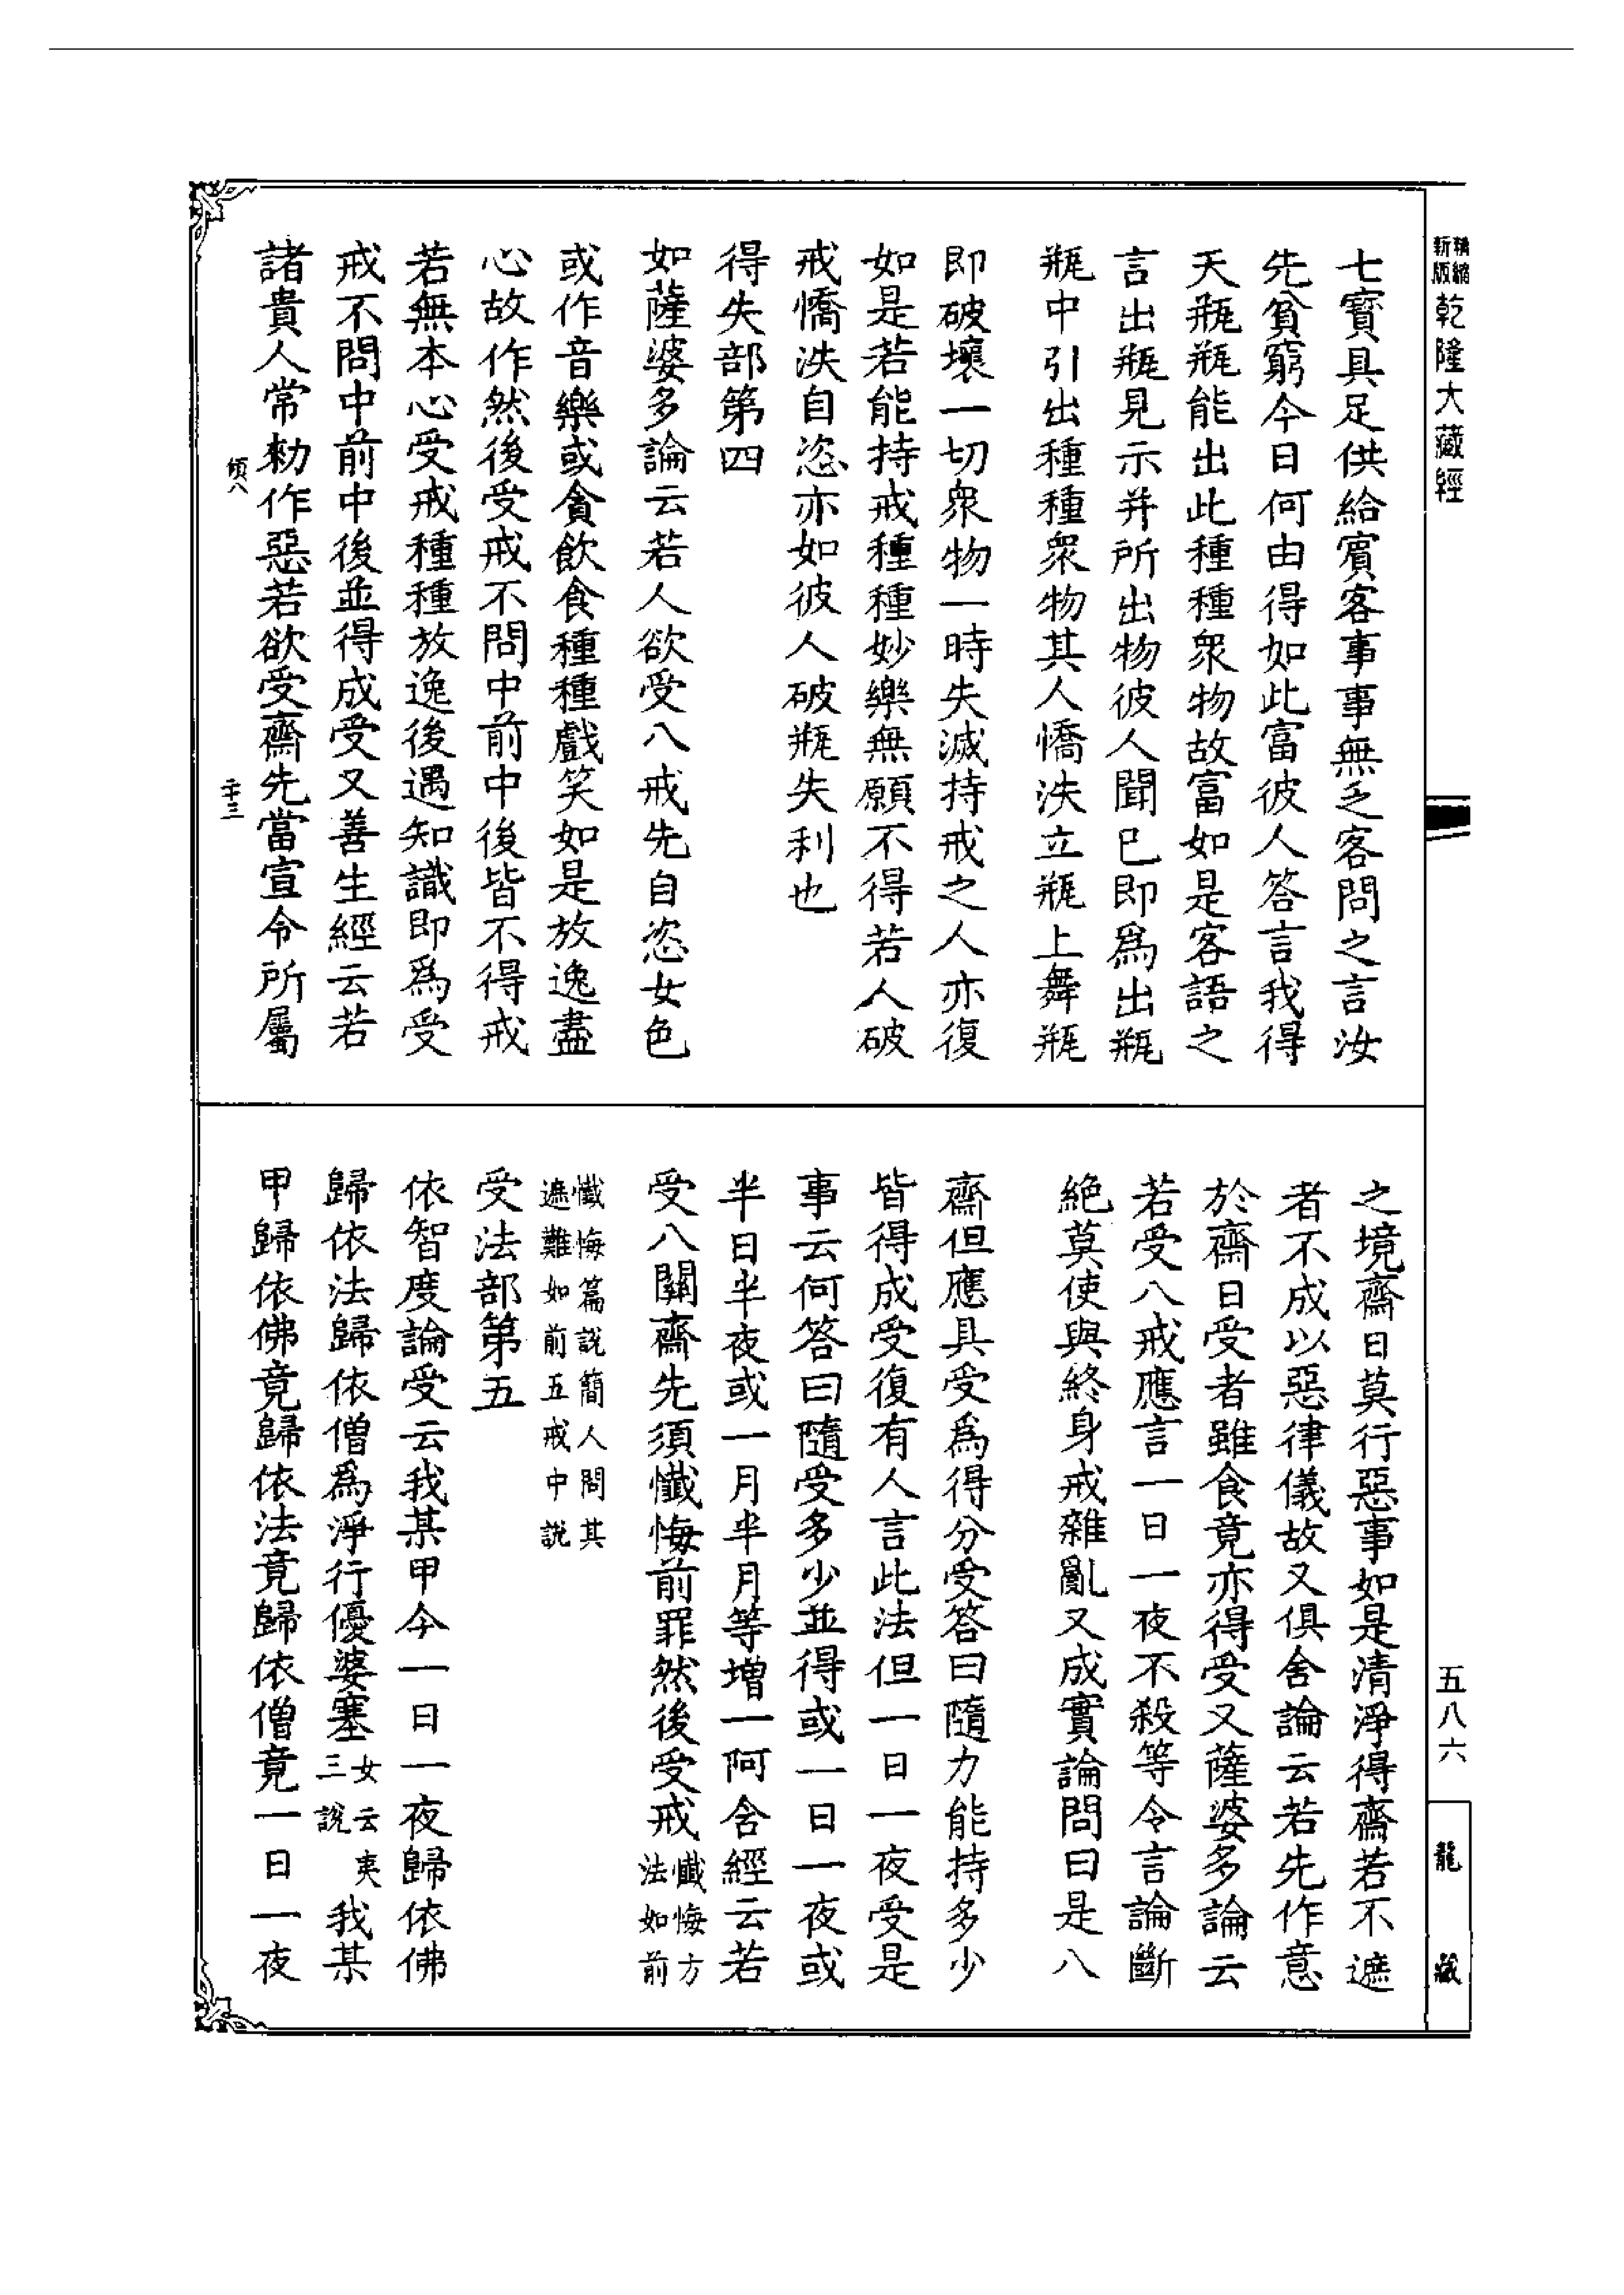 精縮
新版
乾隆大藏經
五八六
龍藏
七寶具足供給賓客事事無乏客問之言汝
先貧窮今日何由得如此富彼人答言我得
天瓶瓶能出此種種衆物故富如是客語之
言出瓶見示并所出物彼人聞已即爲出瓶
瓶中引出種種衆物其人憍泆立瓶上舞瓶
即破壞一切衆物一時失滅持戒之人亦復
如是若能持戒種種妙樂無願不得若人破
戒憍泆自恣亦如彼人破瓶失利也
得失部第四
如薩婆多論云若人欲受八戒先自恣女色
或作音樂或貪飲食種種戲笑如是放逸盡
心故作然後受戒不問中前中後皆不得戒
若無本心受戒種種放逸後遇知識即爲受
戒不問中前中後並得成受又善生經云若
諸貴人常勅作惡若欲受齋先當宣令所屬
傾八
二十三
之境齋日莫行惡事如是清淨得齋若不遮
者不成以惡律儀故又俱舍論云若先作意
於齋日受者雖食竟亦得受又薩婆多論云
若受八戒應言一日一夜不殺等令言論斷
絕莫使與終身戒雜亂又成實論問曰是八
齋但應具受爲得分受答曰隨力能持多少
皆得成受復有人言此法但一日一夜受是
事云何答曰隨受多少並得或一日一夜或
半日半夜或一月半月等增一阿含經云若
受八關齋先須懺悔前罪然後受戒懺悔方
法如前
懺悔篇說簡人問其
遮難如前五戒中說
受法部第五
依智度論受云我某甲今一日一夜歸依佛
歸依法歸依僧爲淨行優婆塞女云夷
三說我某
甲歸依佛竟歸依法竟歸依僧竟一日一夜